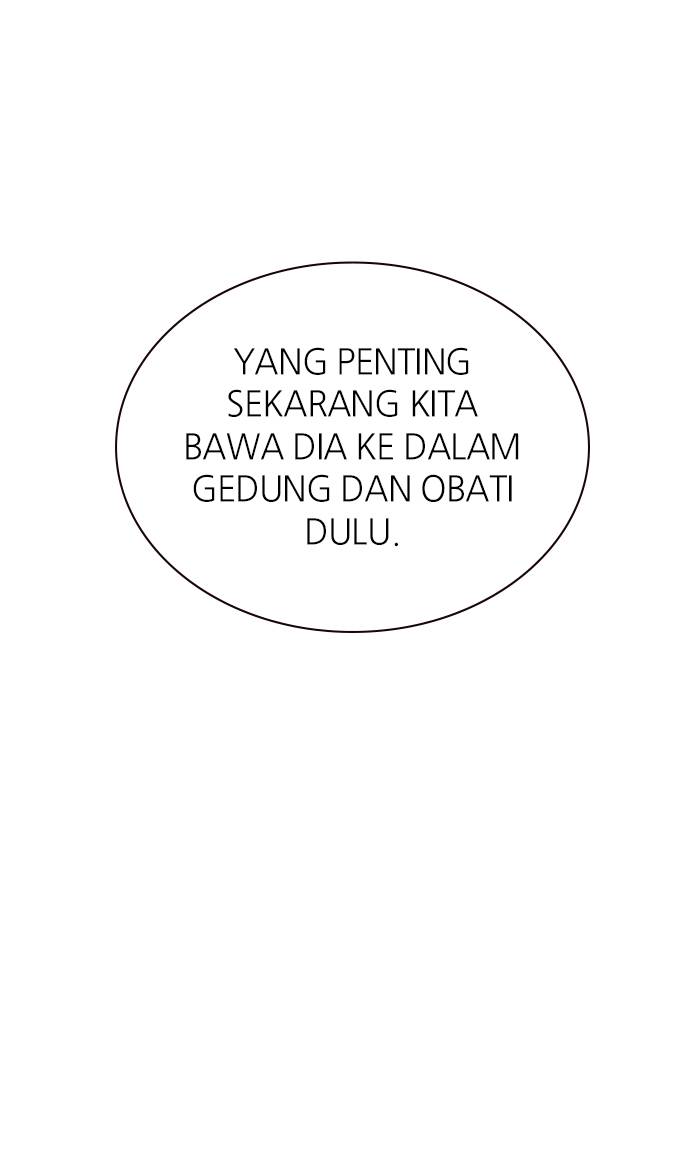 YANG PENTING
SEKARANG KITA
BAWA DIA KE DALAM
GEDUNG DAN OBATI
DULU.